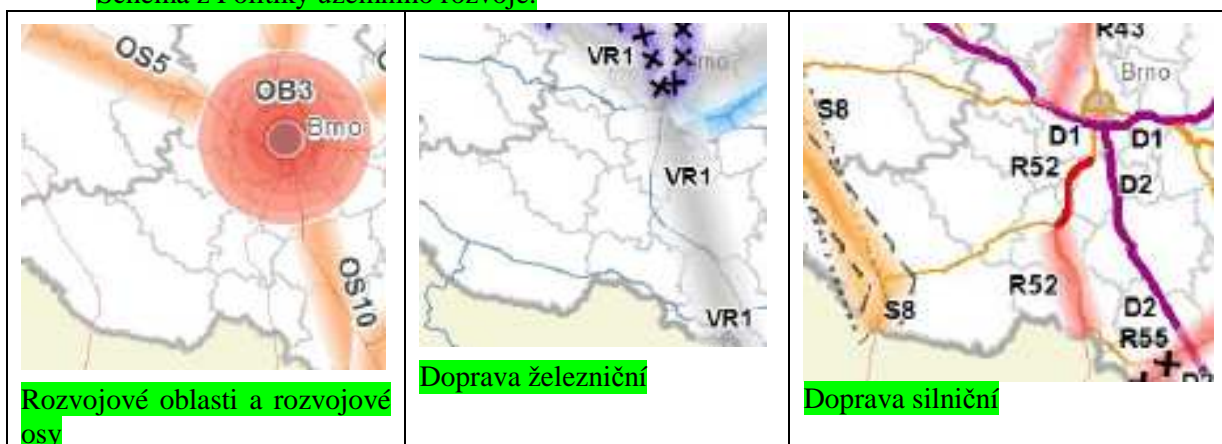 Schéma z Politiky územního rozvoje:
OS5
OB3
Brno
OS10
Rozvojové oblasti a rozvojové
osy
VR1
VR1
VR1
Doprava železniční
R43
Brno
S8
D1
D1
R52
D2
R52
S8
D2
R55
Doprava silniční